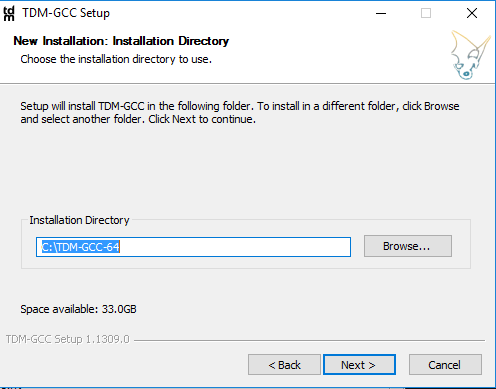 tdm TDM-GCC Setup
New Installation: Installation Directory
Choose the installation directory to use.
Setup will install TDM-GCC in the following folder. To install in a different folder, click Browse
and select another folder. Click Next to continue.
Installation Directory
C:\TDM-GCC-64
Browse...
Space available: 33.0GB
TDM-GCC Setup 1.1309.0
< Back
Next >
Cancel